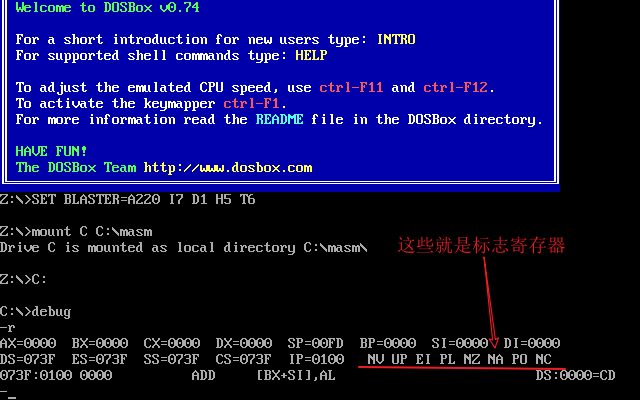 Welcome to DOSBox v0.74
For a short introduction for new users type: INTRO
For supported shell commands type: HELP
To adjust the emulated CPU speed, use ctrl-F11 and ctrl-F12.
To activate the keymapper ctrl-F1.
For more information read the README file in the DOSBox directory.
HAVE FUN!
The DOSBox Team http://www.dosbox.com
Z:\>SET BLASTER=A220 I7 D1 H5 T6
Z:\>mount C C:\masm
Drive C is mounted as local directory C:\masm\
这些就是标志寄存器
Z:\>C:
C:\>debug
-r
AX=0000 BX=0000 CX=0000 DX=0000 SP=00FD BP=0000 SI=0000 DI=0000
DS=073F ES=073F SS=073F CS=073F IP=0100 NV UP EI PL NZ NA PO NC
073F:0100 0000 ADD [BX+SI],AL DS:0000=CD
-_